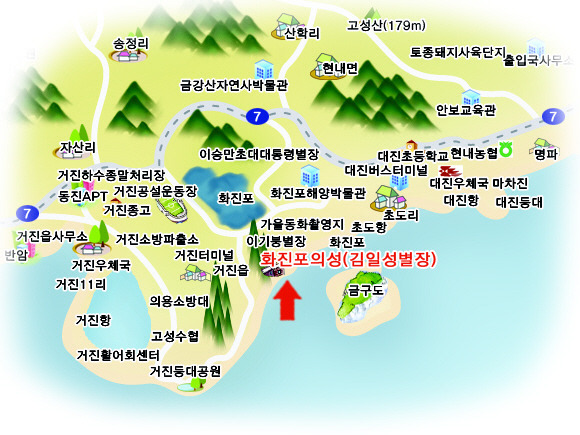 송정리
산학리
고성산(179m)
토종돼지사육단지
출입국사무소
현내면
금강산자연사박물관
안보교육관
7
7
자산리
이승만초대대통령별장
대진초등학교
현내농협
명파
거진하수종말처리장
대진버스터미널
동진APT
거진공설운동장
화진포
화진포해양박물관
대진우체국
마차진
거진종고
대진항
대진등대
7
가을동화촬영지
초도리
초도항
거진읍사무소
거진소방파출소
이기붕별장
화진포
반암
거진우체국
거진터미널
거진읍
화진포의성(김일성별장)
거진11리
의용소방대
금구도
거진항
고성수협
거진활어회센터
거진등대공원